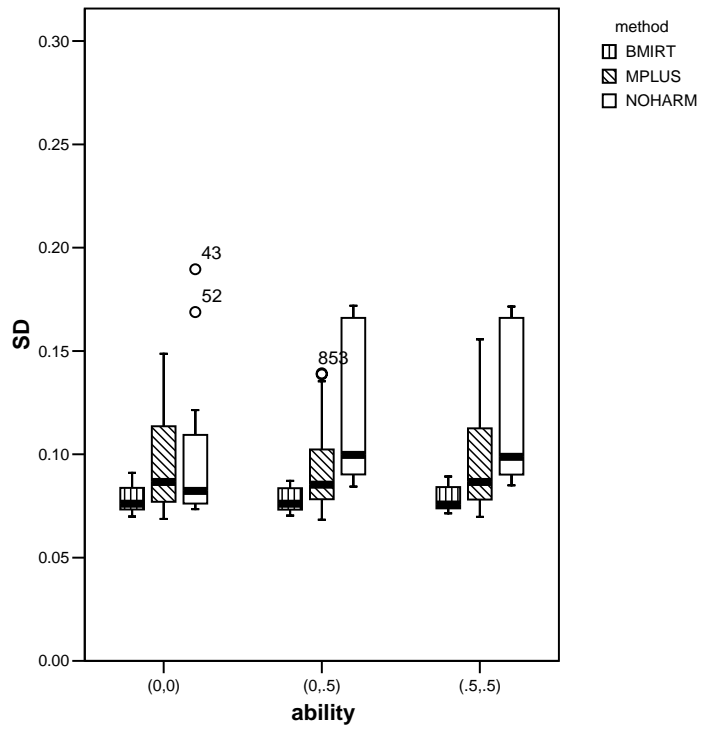 method
BMIRT
MPLUS
NOHARM
0.30
0.25
0.20
0.15
0.10
0.05
0.00
SD
43
52
853
(0,0)
(0,.5)
(.5,.5)
ability